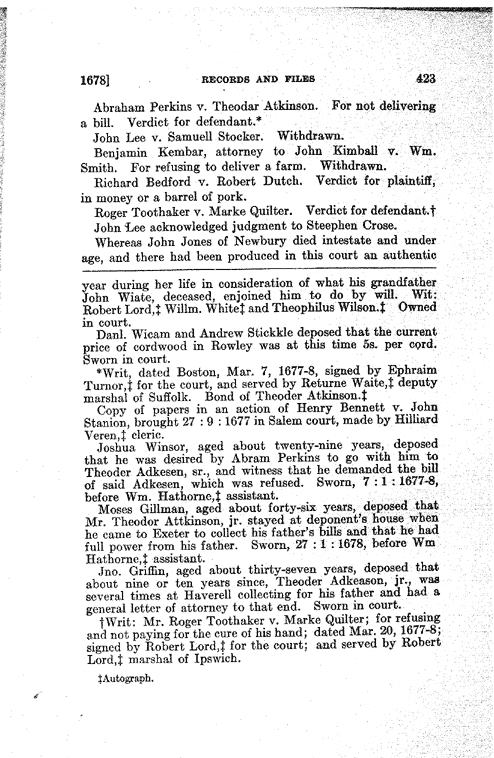 1678] RECORDS AND FILES 423
Abraham Perkins v. Theodar Atkinson. For not delivering
a bill. Verdict for defendant.*
John Lee v. Samuell Stocker. Withdrawn.
Benjamin Kembar, attorney to John Kimball v. Wm.
Smith. For refusing to deliver a farm. Withdrawn.
Richard Bedford v. Robert Dutch. Verdict for plaintiff,
in money or a barrel of pork.
Roger Toothaker v. Marke Quilter. Verdict for defendant.†
John Lee acknowledged judgment to Steephen Crose.
Whereas John Jones of Newbury died intestate and under
age, and there had been produced in this court an authentic
year during her life in consideration of what his grandfather
John Wiate, deceased, enjoined him to do by will. Wit:
Robert Lord,‡ Willm. White‡ and Theophilus Wilson.‡ Owned
in court.
Danl. Wicam and Andrew Stickkle deposed that the current
price of cordwood in Rowley was at this time 5s. per cord.
Sworn in court.
*Writ, dated Boston, Mar. 7, 1677-8, signed by Ephraim
Turnor,‡ for the court, and served by Returne Waite,‡ deputy
marshal of Suffolk. Bond of Theoder Atkinson.‡
Copy of papers in an action of Henry Bennett v. John
Stanion, brought 27 : 9 : 1677 in Salem court, made by Hilliard
Veren,‡ cleric.
Joshua Winsor, aged about twenty-nine years, deposed
that he was desired by Abram Perkins to go with him to
Theoder Adkesen, sr., and witness that he demanded the bill
of said Adkesen, which was refused. Sworn, 7 : 1 : 1677-8,
before Wm. Hathorne,‡ assistant.
Moses Gillman, aged about forty-six years, deposed that
Mr. Theodor Attkinson, jr. stayed at deponent's house when
he came to Exeter to collect his father's bills and that he had
full power from his father. Sworn, 27 : 1 : 1678, before Wm
Hathorne,‡ assistant.
Jno. Griffin, aged about thirty-seven years, deposed that
about nine or ten years since, Theoder Adkeason, jr., was
several times at Haverell collecting for his father and had a
general letter of attorney to that end. Sworn in court.
†Writ: Mr. Roger Toothaker v. Marke Quilter; for refusing
and not paying for the cure of his hand; dated Mar. 20, 1677-8;
signed by Robert Lord,‡ for the court; and served by Robert
Lord,‡ marshal of Ipswich.
‡Autograph.